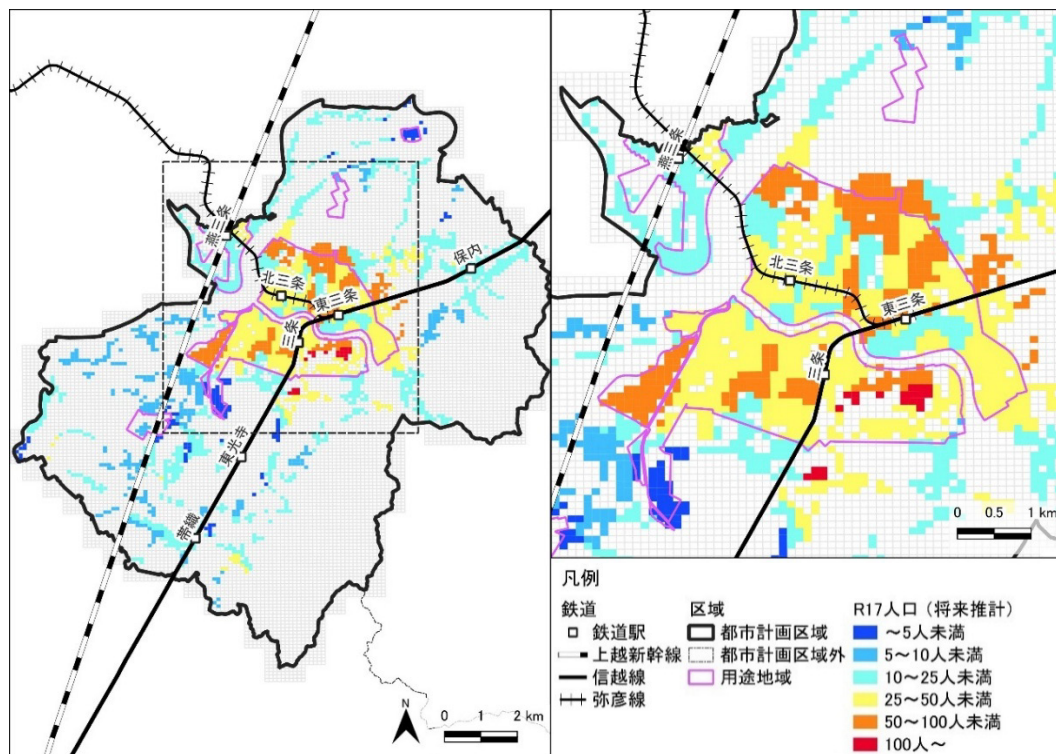 燕三条
北三条
東三条
保内
三条
東光寺
帯織
N
0 1 2 km
燕三条
北三条
東三条
三条
0 0.5 1 km
凡例
鉄道
鉄道駅
上越新幹線
信越線
弥彦線
区域
都市計画区域
都市計画区域外
用途地域
R17人口(将来推計)
~5人未満
5~10人未満
10~25人未満
25~50人未満
50~100人未満
100人~